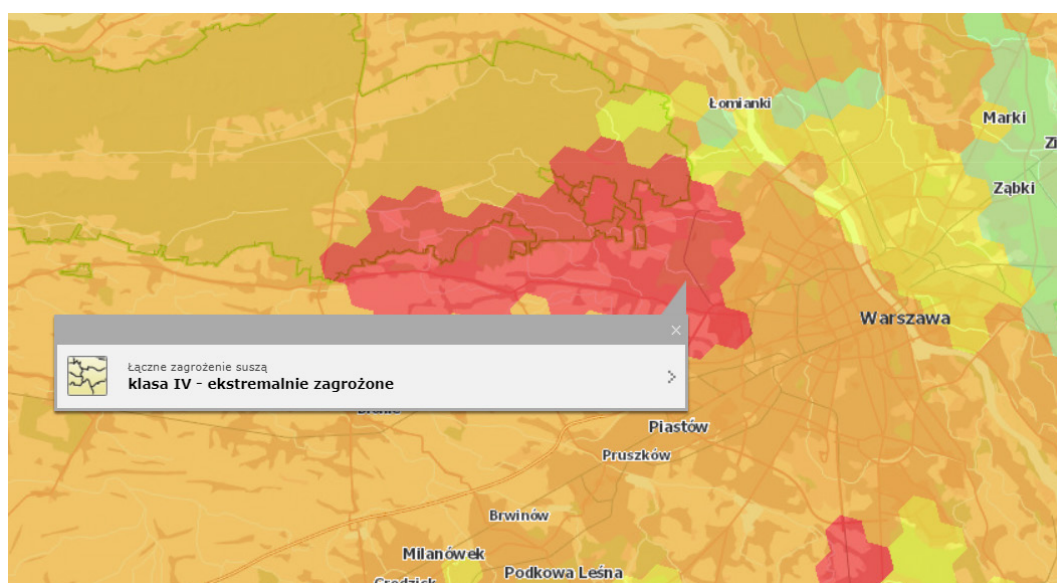 Łomianki
Marki
Ząbki
Warszawa
×
Łączne zagrożenie suszą
klasa IV - ekstremalnie zagrożone
>
Piastów
Pruszków
Brwinów
Milanówek
Podkowa Leśna